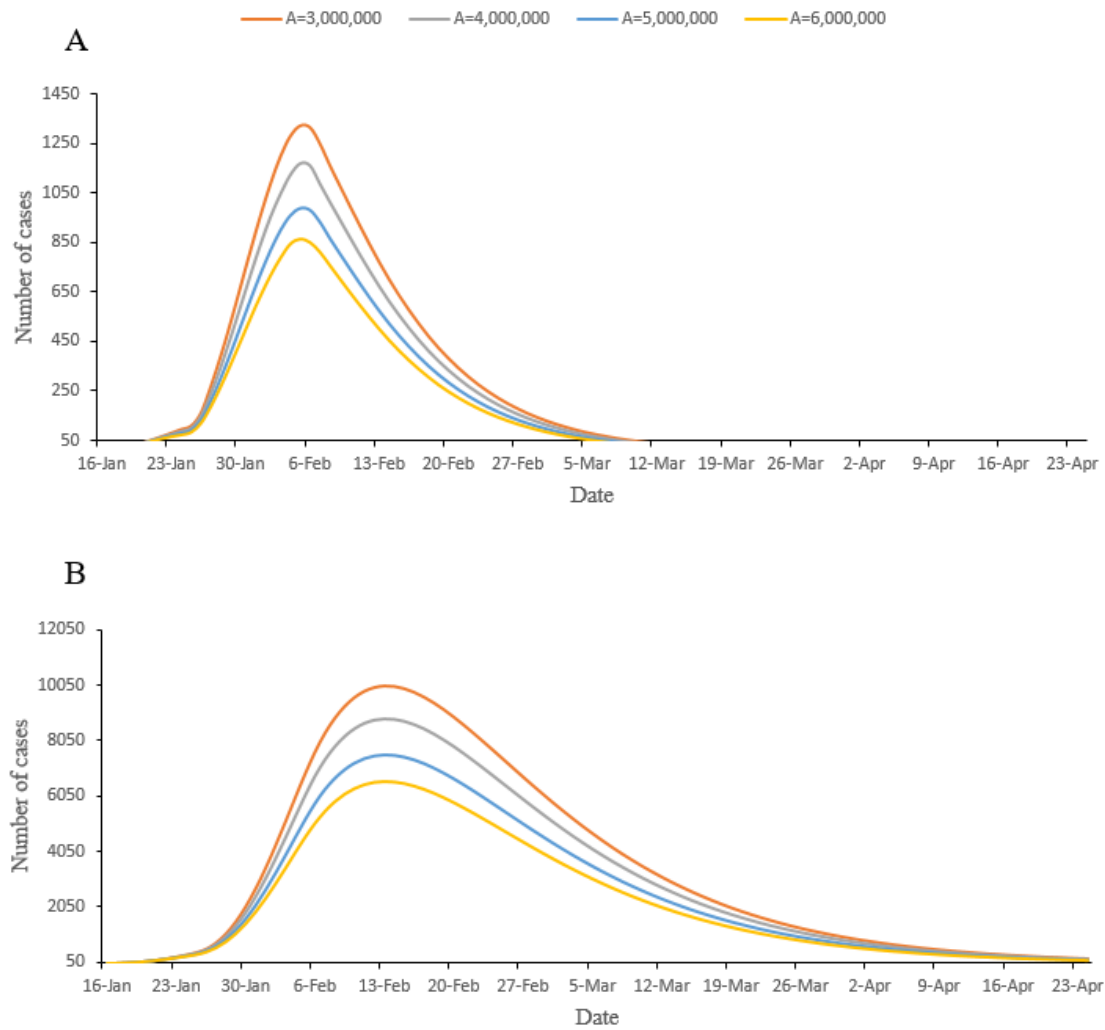 A=3,000,000 A=4,000,000 A=5,000,000 A=6,000,000
A
1450
1250
1050
850
650
450
250
50
Number of cases
16-Jan 23-Jan 30-Jan 6-Feb 13-Feb 20-Feb 27-Feb 5-Mar 12-Mar 19-Mar 26-Mar 2-Apr 9-Apr 16-Apr 23-Apr
Date
B
12050
10050
8050
6050
4050
2050
50
Number of cases
16-Jan 23-Jan 30-Jan 6-Feb 13-Feb 20-Feb 27-Feb 5-Mar 12-Mar 19-Mar 26-Mar 2-Apr 9-Apr 16-Apr 23-Apr
Date